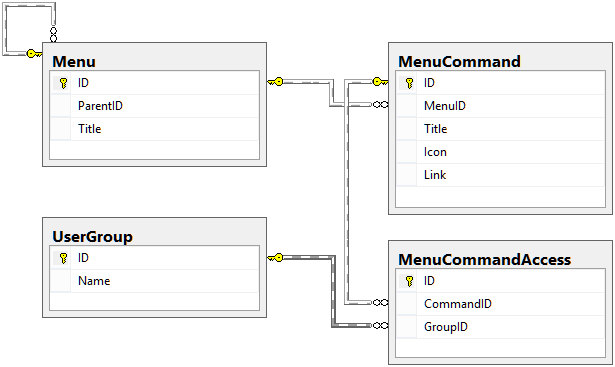 Menu
ID
ParentID
Title
MenuCommand
ID
MenuID
Title
Icon
Link
UserGroup
ID
Name
MenuCommandAccess
ID
CommandID
GroupID